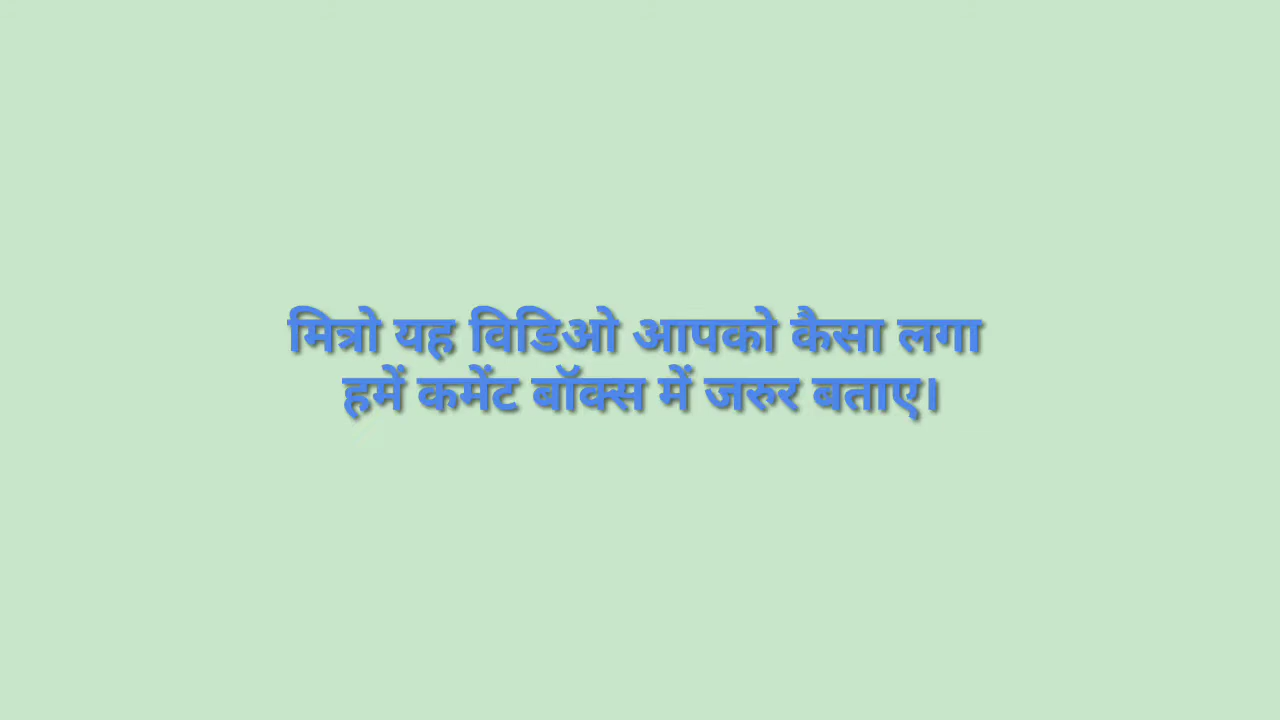 मित्रो यह विडिओ आपको कैसा लगा
हमें कमेंट बॉक्स में जरुर बताए।